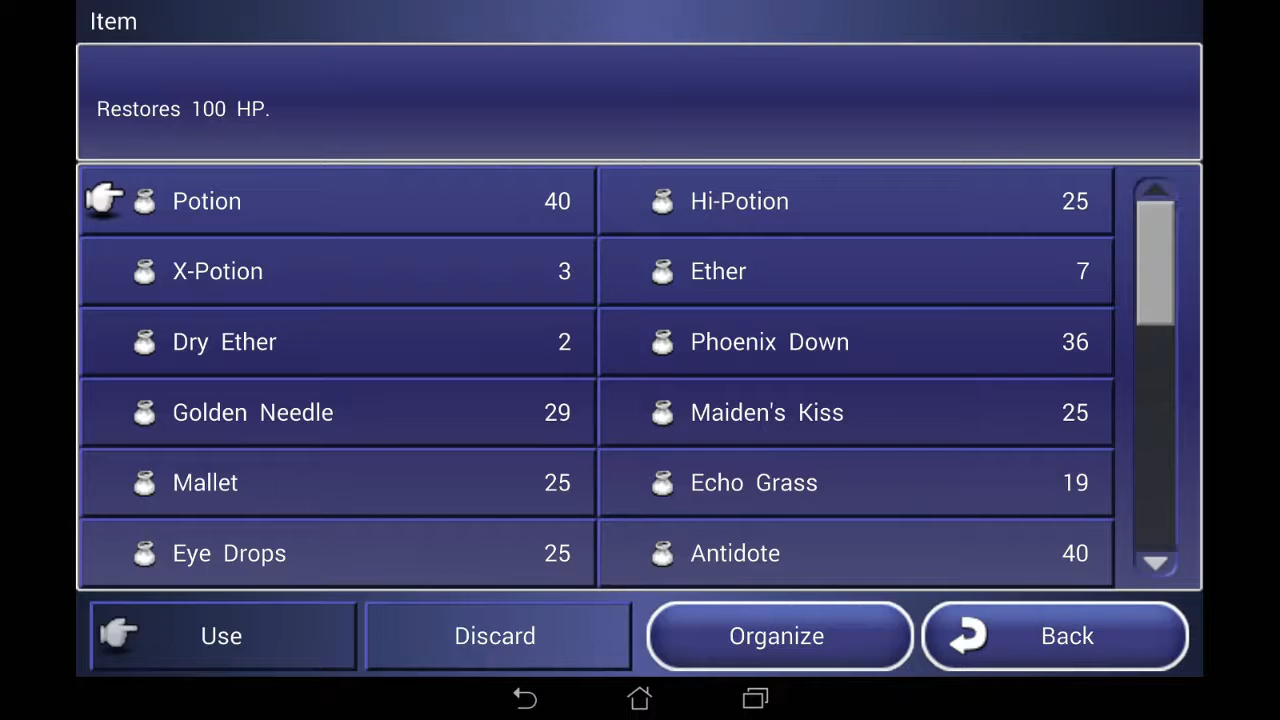 Item
Restores 100 HP.
Potion 40 Hi-Potion 25
X-Potion 3 Ether 7
Dry Ether 2 Phoenix Down 36
Golden Needle 29 Maiden's Kiss 25
Mallet 25 Echo Grass 19
Eye Drops 25 Antidote 40
Use Discard Organize Back